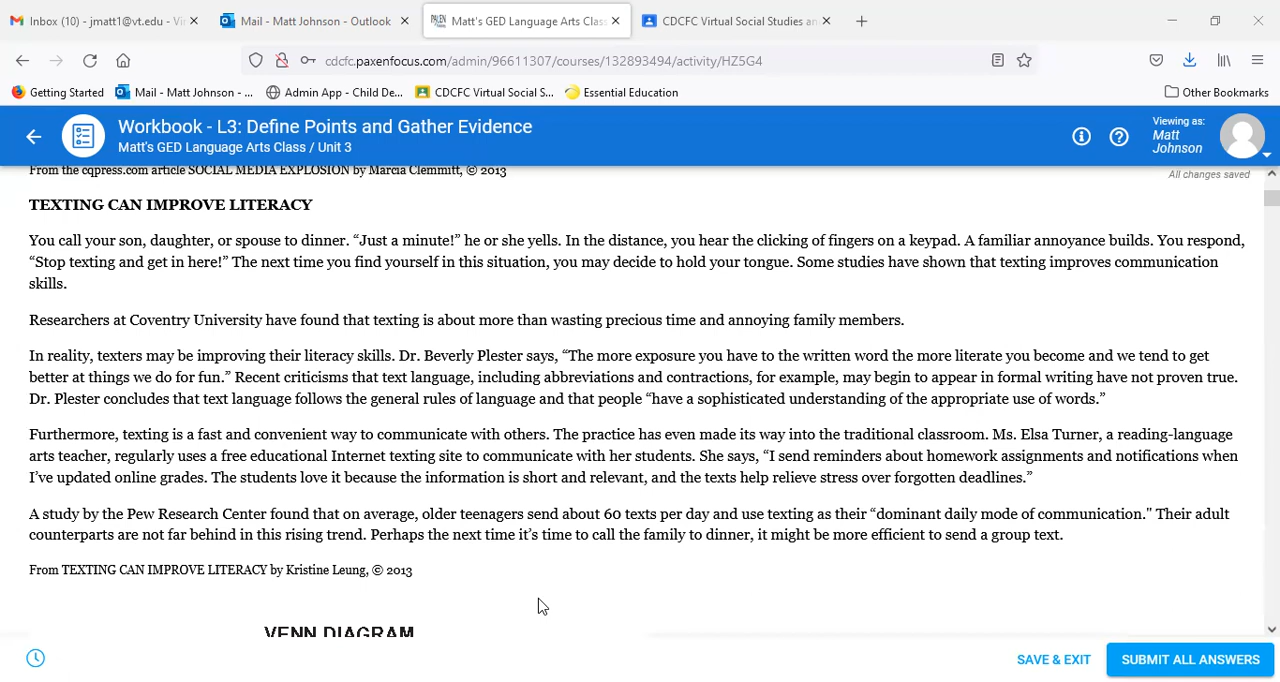 Inbox (10) - jmatt1@vt.edu - Vi
Mail - Matt Johnson - Outlook
PAXEN Matt's GED Language Arts Clas
CDCFC Virtual Social Studies an
cdcfc.paxenfocus.com/admin/96611307/courses/132893494/activity/HZ5G4
Getting Started
Mail - Matt Johnson - ...
Admin App - Child De...
CDCFC Virtual Social S...
Essential Education
Other Bookmarks
Workbook - L3: Define Points and Gather Evidence
Matt's GED Language Arts Class / Unit 3
Viewing as:
Matt
Johnson
From the cqpress.com article SOCIAL MEDIA EXPLOSION by Marcia Clemmitt, © 2013
All changes saved
TEXTING CAN IMPROVE LITERACY
You call your son, daughter, or spouse to dinner. “Just a minute!” he or she yells. In the distance, you hear the clicking of fingers on a keypad. A familiar annoyance builds. You respond,
“Stop texting and get in here!” The next time you find yourself in this situation, you may decide to hold your tongue. Some studies have shown that texting improves communication
skills.
Researchers at Coventry University have found that texting is about more than wasting precious time and annoying family members.
In reality, texters may be improving their literacy skills. Dr. Beverly Plester says, “The more exposure you have to the written word the more literate you become and we tend to get
better at things we do for fun.” Recent criticisms that text language, including abbreviations and contractions, for example, may begin to appear in formal writing have not proven true.
Dr. Plester concludes that text language follows the general rules of language and that people “have a sophisticated understanding of the appropriate use of words.”
Furthermore, texting is a fast and convenient way to communicate with others. The practice has even made its way into the traditional classroom. Ms. Elsa Turner, a reading-language
arts teacher, regularly uses a free educational Internet texting site to communicate with her students. She says, “I send reminders about homework assignments and notifications when
I’ve updated online grades. The students love it because the information is short and relevant, and the texts help relieve stress over forgotten deadlines.”
A study by the Pew Research Center found that on average, older teenagers send about 60 texts per day and use texting as their “dominant daily mode of communication." Their adult
counterparts are not far behind in this rising trend. Perhaps the next time it’s time to call the family to dinner, it might be more efficient to send a group text.
From TEXTING CAN IMPROVE LITERACY by Kristine Leung, © 2013
VENN DIAGRAM
SAVE & EXIT
SUBMIT ALL ANSWERS